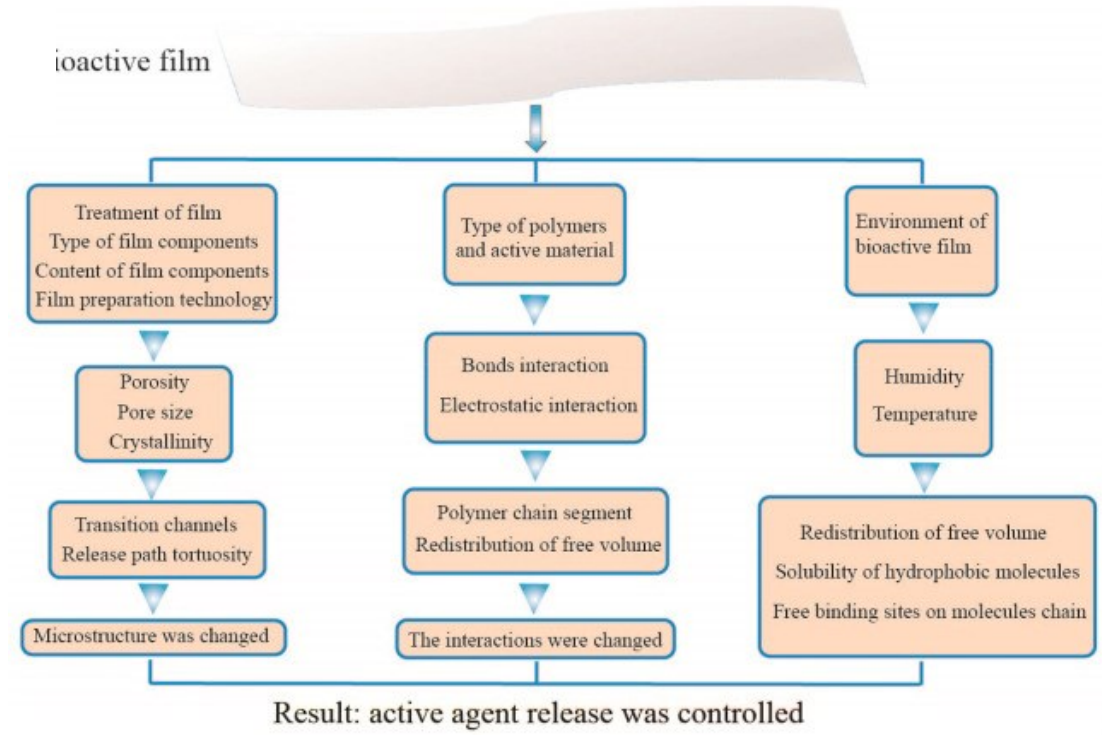 ioactive film
Treatment of film
Type of film components
Content of film components
Film preparation technology
Porosity
Pore size
Crystallinity
Transition channels
Release path tortuosity
Microstructure was changed
Type of polymers
and active material
Bonds interaction
Electrostatic interaction
Polymer chain segment
Redistribution of free volume
The interactions were changed
Environment of
bioactive film
Humidity
Temperature
Redistribution of free volume
Solubility of hydrophobic molecules
Free binding sites on molecules chain
Result: active agent release was controlled